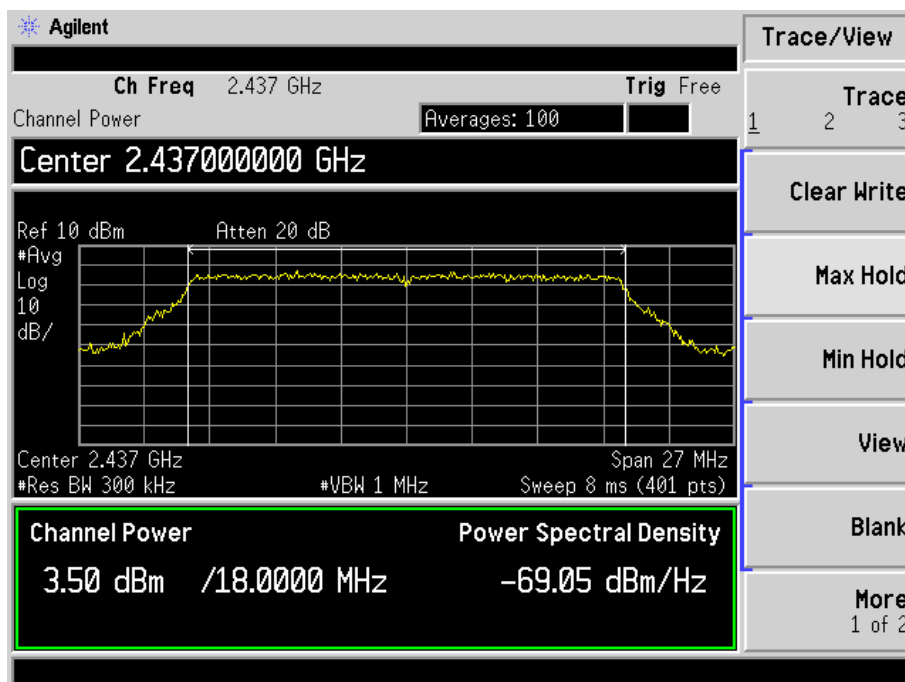 Agilent
Ch Freq 2.437 GHz Trig Free
Channel Power Averages: 100
Center 2.437000000 GHz
Ref 10 dBm Atten 20 dB
#Avg
Log
10
dB/
Center 2.437 GHz Span 27 MHz
#Res BW 300 kHz #VBW 1 MHz Sweep 8 ms (401 pts)
Channel Power Power Spectral Density
3.50 dBm /18.0000 MHz -69.05 dBm/Hz
Trace/View
Trace
1 2 3
Clear Write
Max Hold
Min Hold
View
Blank
More
1 of 2